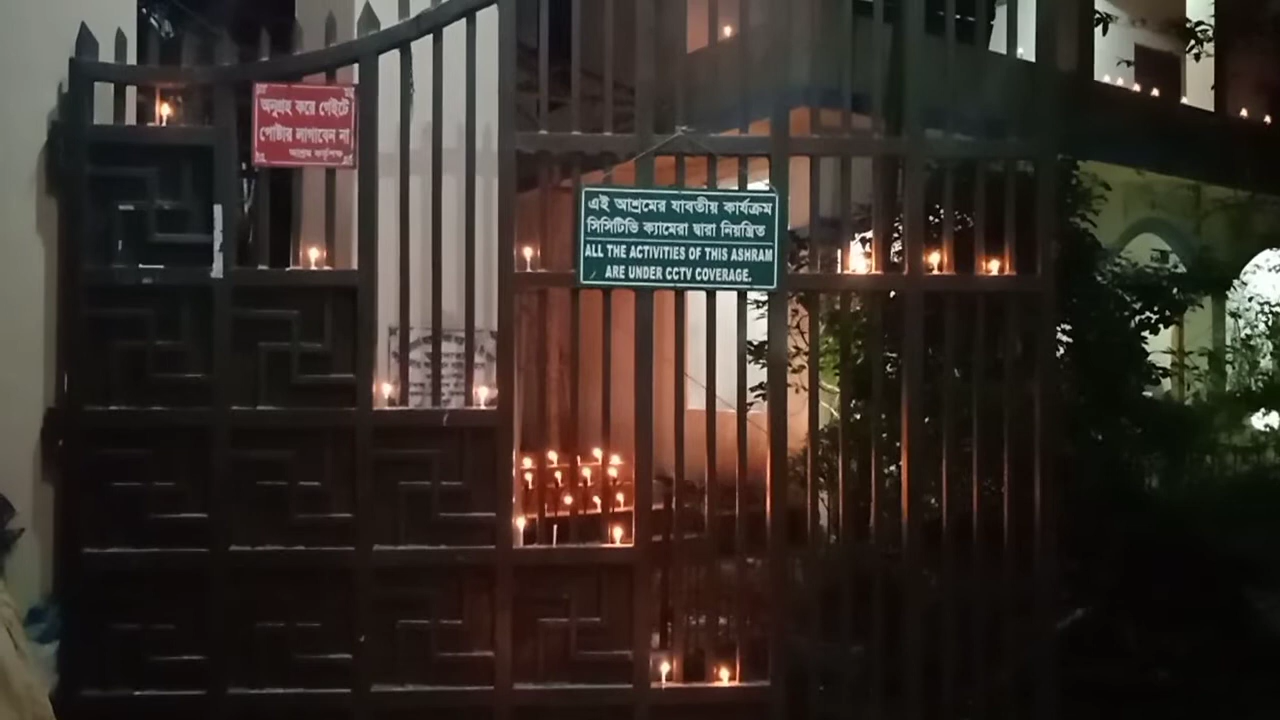 অনুগ্রহ করে গেইটে
পোষ্টার লাগাবেন না
আশ্রম কর্তৃপক্ষ
এই আশ্রমের যাবতীয় কার্যক্রম
সিসিটিভি ক্যামেরা দ্বারা নিয়ন্ত্রিত
ALL THE ACTIVITIES OF THIS ASHRAM
ARE UNDER CCTV COVERAGE.